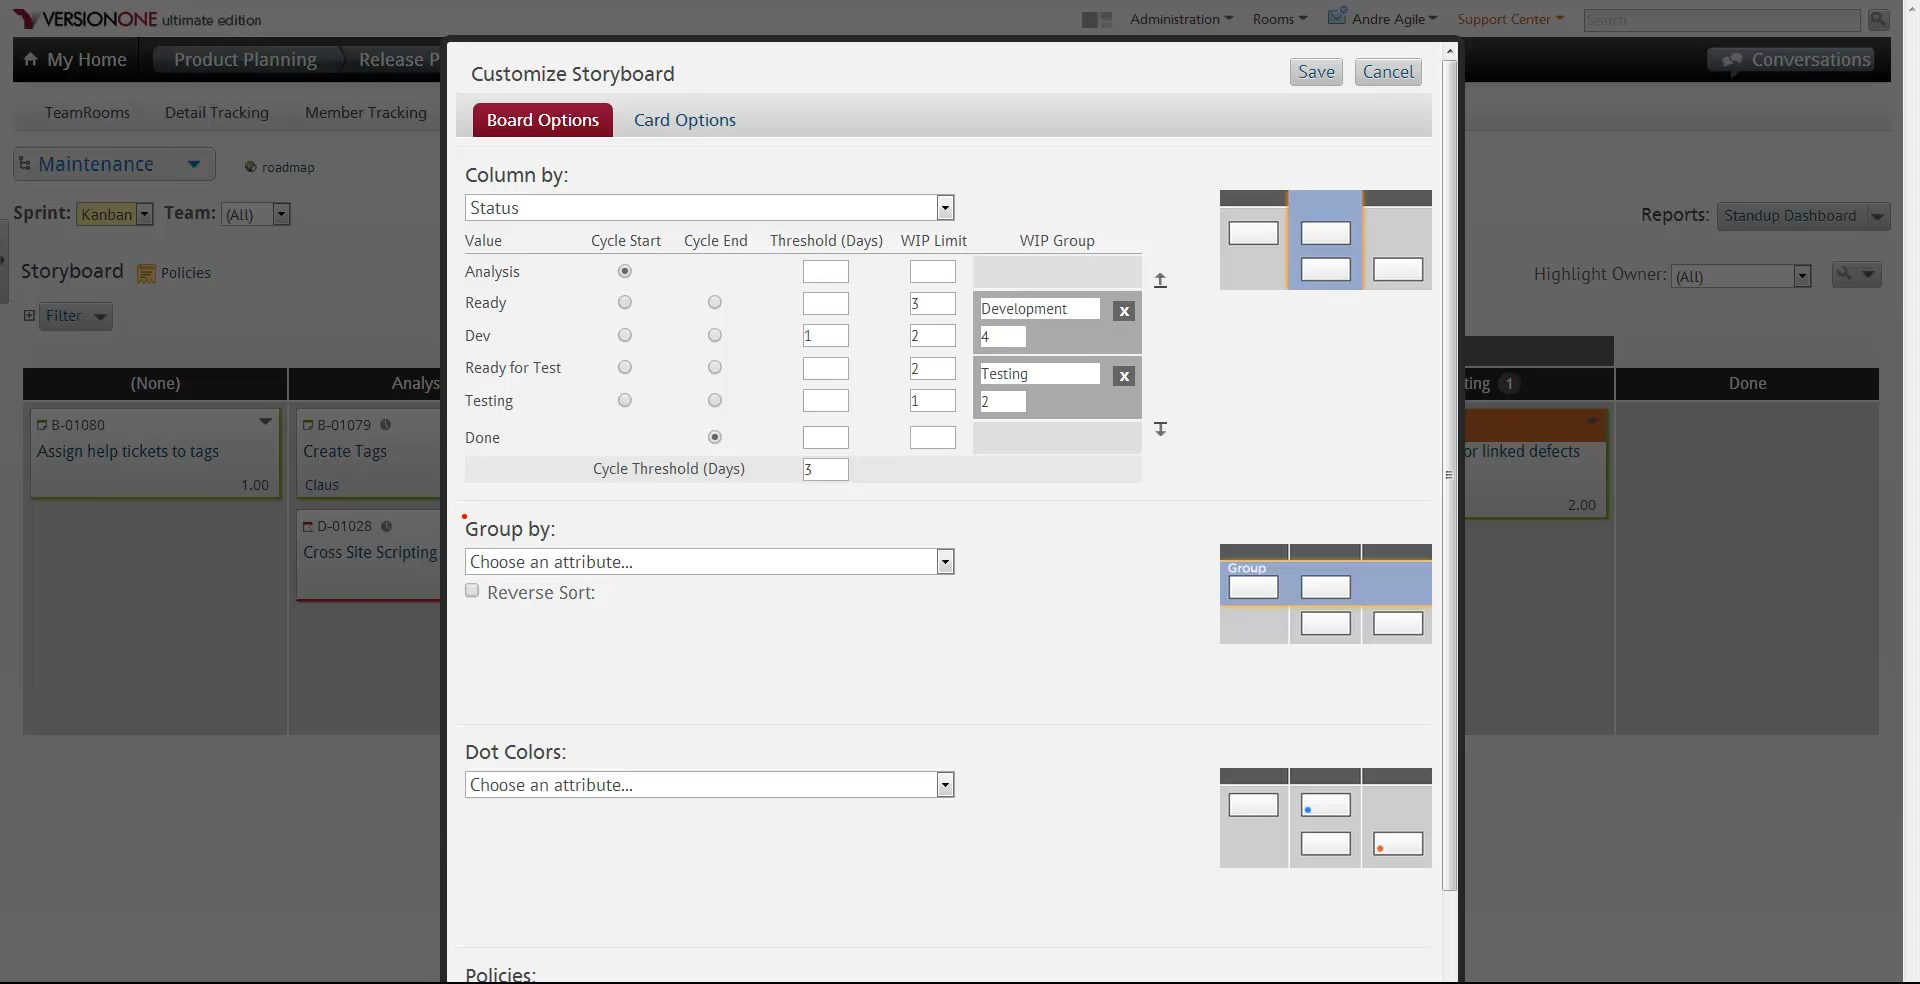 VERSIONONE ultimate edition
Administration Rooms Andre Agile Support Center Search
My Home Product Planning Release P Conversations
TeamRooms Detail Tracking Member Tracking
Maintenance roadmap
Sprint: Kanban Team: (All)
Reports: Standup Dashboard
Storyboard Policies
Highlight Owner: (All)
Filter
(None) Analys ting 1 Done
B-01080
Assign help tickets to tags
1.00
B-01079
Create Tags
Claus
D-01028
Cross Site Scripting
or linked defects
2.00
Customize Storyboard
Save Cancel
Board Options Card Options
Column by:
Status
Value Cycle Start Cycle End Threshold (Days) WIP Limit WIP Group
Analysis
Ready 3 Development x
Dev 1 2 4
Ready for Test 2 Testing x
Testing 1 2
Done
Cycle Threshold (Days) 3
Group by:
Choose an attribute...
Reverse Sort:
Group
Dot Colors:
Choose an attribute...
Policies: